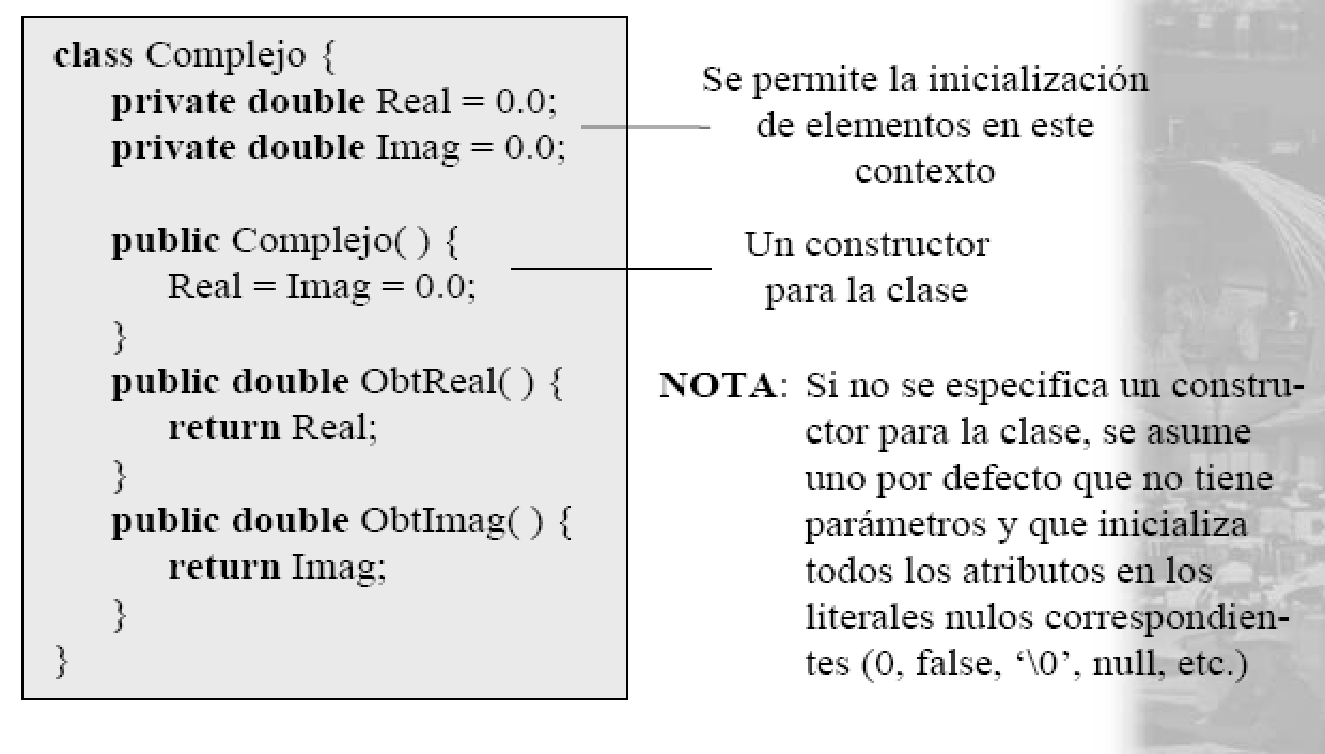 class Complejo {
private double Real = 0.0;
private double Imag = 0.0;
public Complejo( ) {
Real = Imag = 0.0;
}
public double ObtReal( ) {
return Real;
}
public double ObtImag( ) {
return Imag;
}
}
Se permite la inicialización
de elementos en este
contexto
Un constructor
para la clase
NOTA: Si no se especifica un constru-
ctor para la clase, se asume
uno por defecto que no tiene
parámetros y que inicializa
todos los atributos en los
literales nulos correspondien-
tes (0, false, ‘\0’, null, etc.)